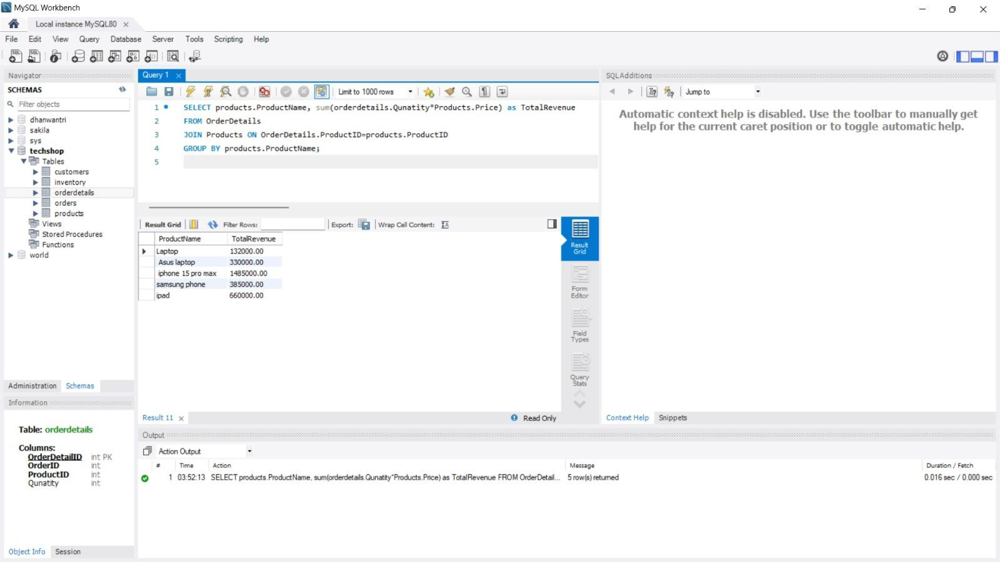 MySQL Workbench
Local instance MySQL80
File Edit View Query Database Server Tools Scripting Help
Navigator
SCHEMAS
Filter objects
dhanwantri
sakila
sys
techshop
Tables
customers
inventory
orderdetails
orders
products
Views
Stored Procedures
Functions
world
Administration Schemas
Information
Table: orderdetails
Columns:
OrderDetailID int PK
OrderID int
ProductID int
Qunatity int
Object Info Session
Query 1
Limit to 1000 rows
1 SELECT products.ProductName, sum(orderdetails.Qunatity*Products.Price) as TotalRevenue
2 FROM OrderDetails
3 JOIN Products ON OrderDetails.ProductID=products.ProductID
4 GROUP BY products.ProductName;
5
Result Grid Filter Rows: Export: Wrap Cell Content:
ProductName TotalRevenue
Laptop 132000.00
Asus laptop 330000.00
iphone 15 pro max 1485000.00
samsung phone 385000.00
ipad 660000.00
Result Grid
Form Editor
Field Types
Query Stats
Result 11 Read Only
SQLAdditions
Jump to
Automatic context help is disabled. Use the toolbar to manually get
help for the current caret position or to toggle automatic help.
Context Help Snippets
Output
Action Output
# Time Action Message Duration / Fetch
1 03:52:13 SELECT products.ProductName, sum(orderdetails.Qunatity*Products.Price) as TotalRevenue FROM OrderDetail... 5 row(s) returned 0.016 sec / 0.000 sec